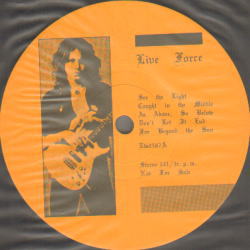 Live Force
See the Light
Caught in the Middle
As Above, So Below
Don't Let It End
Far Beyond the Sun
Stereo 33 1/3 r. p. m.
Not For Sale